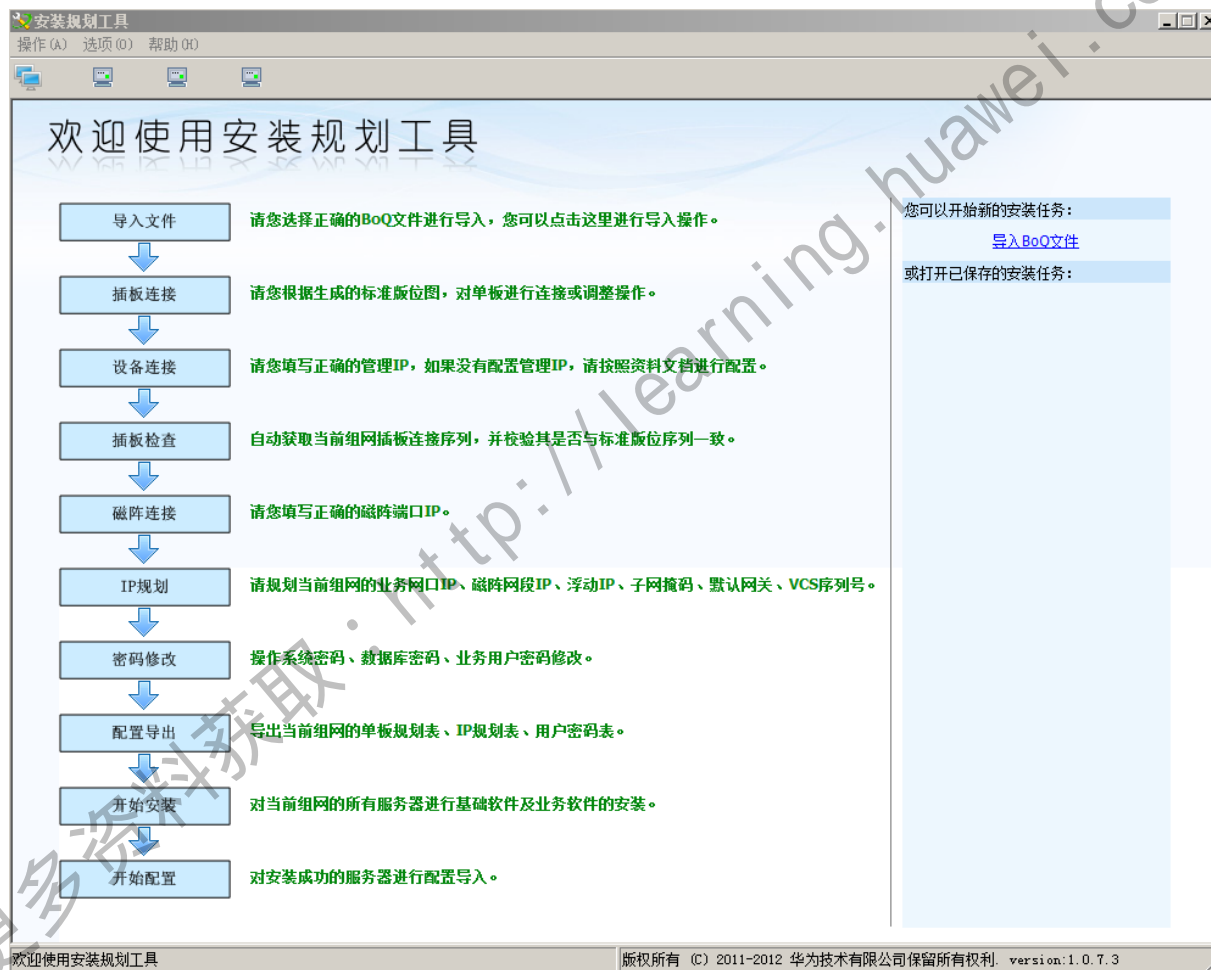 安装规划工具
操作(A) 选项(O) 帮助(H)
欢迎使用安装规划工具
导入文件 请您选择正确的BoQ文件进行导入，您可以点击这里进行导入操作。
插板连接 请您根据生成的标准版位图，对单板进行连接或调整操作。
设备连接 请您填写正确的管理IP，如果没有配置管理IP，请按照资料文档进行配置。
插板检查 自动获取当前组网插板连接序列，并校验其是否与标准版位序列一致。
磁阵连接 请您填写正确的磁阵端口IP。
IP规划 请规划当前组网的业务网口IP、磁阵网段IP、浮动IP、子网掩码、默认网关、VCS序列号。
密码修改 操作系统密码、数据库密码、业务用户密码修改。
配置导出 导出当前组网的单板规划表、IP规划表、用户密码表。
开始安装 对当前组网的所有服务器进行基础软件及业务软件的安装。
开始配置 对安装成功的服务器进行配置导入。
您可以开始新的安装任务：
导入BoQ文件
或打开已保存的安装任务：
欢迎使用安装规划工具
版权所有 (C) 2011-2012 华为技术有限公司保留所有权利. version:1.0.7.3
更多资料获取：http://learning.huawei.co